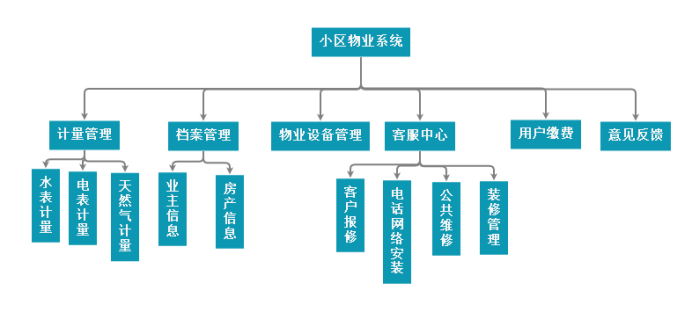 小区物业系统
计量管理
档案管理
物业设备管理
客服中心
用户缴费
意见反馈
水表计量
电表计量
天然气计量
业主信息
房产信息
客户报修
电话网络安装
公共维修
装修管理